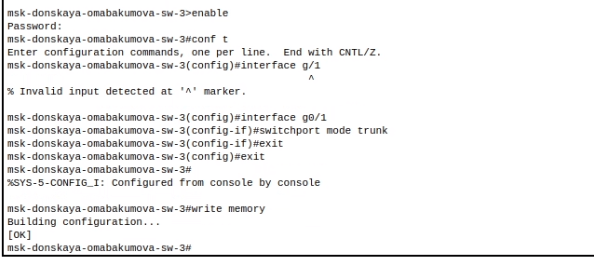 msk-donskaya-omabakumova-sw-3>enable
Password:
msk-donskaya-omabakumova-sw-3#conf t
Enter configuration commands, one per line.  End with CNTL/Z.
msk-donskaya-omabakumova-sw-3(config)#interface g/1
^
% Invalid input detected at '^' marker.
msk-donskaya-omabakumova-sw-3(config)#interface g0/1
msk-donskaya-omabakumova-sw-3(config-if)#switchport mode trunk
msk-donskaya-omabakumova-sw-3(config-if)#exit
msk-donskaya-omabakumova-sw-3(config)#exit
msk-donskaya-omabakumova-sw-3#
%SYS-5-CONFIG_I: Configured from console by console
msk-donskaya-omabakumova-sw-3#write memory
Building configuration...
[OK]
msk-donskaya-omabakumova-sw-3#